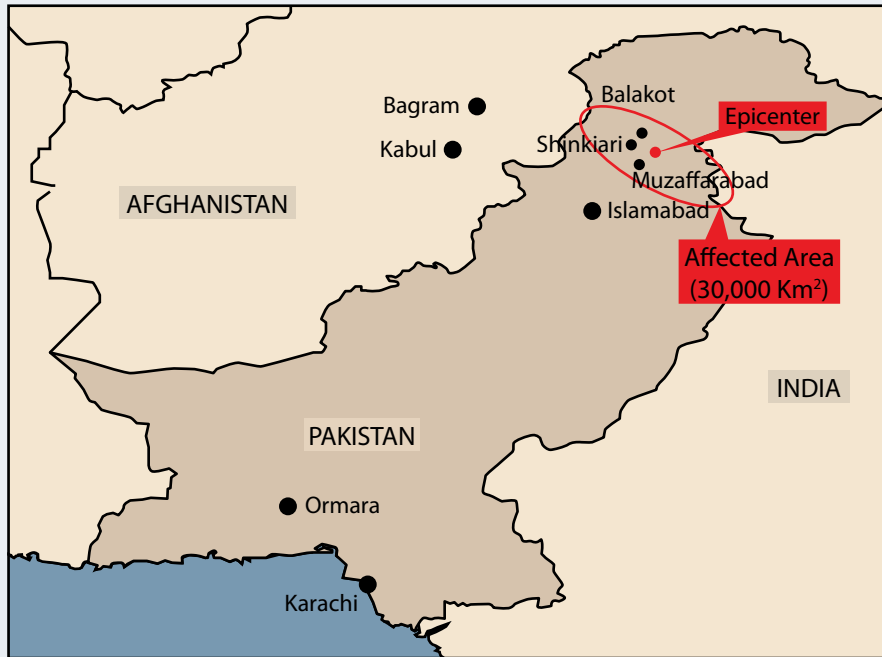 Balakot
Bagram
Epicenter
Kabul
Shinkiari
Muzaffarabad
AFGHANISTAN
Islamabad
Affected Area
(30,000 Km²)
INDIA
PAKISTAN
Ormara
Karachi